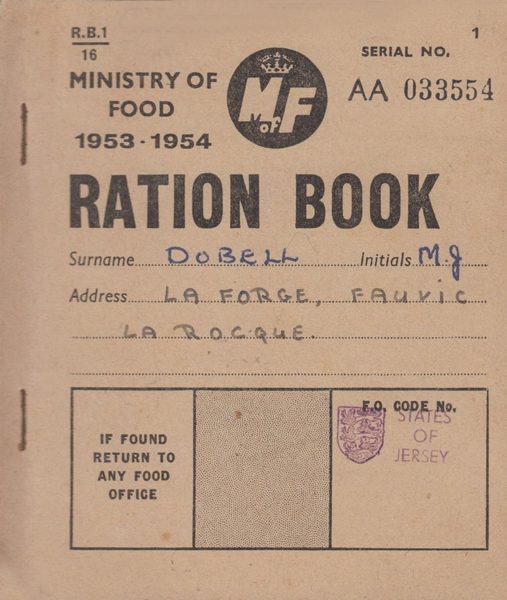 R.B.1
16
1
SERIAL NO.
MINISTRY OF
FOOD
1953·1954
M of F
AA 033554
RATION BOOK
Surname DOBELL Initials M.J
Address LA FORGE, FAUVIC
LA ROCQUE.
IF FOUND
RETURN TO
ANY FOOD
OFFICE
F.O. CODE No.
STATES
OF
JERSEY